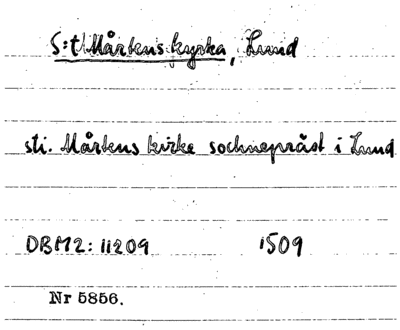 S:t Mårtens kyrka, Lund
sti. Mårtens kirke sochnepräst i Lund
DBM2: 11209 1509
Nr 5856.